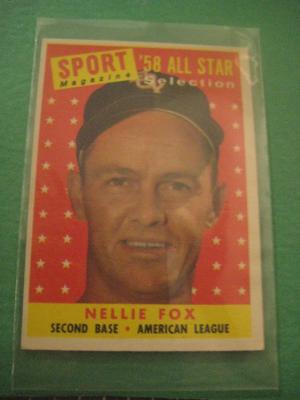 SPORT '58 ALL STAR
Magazine Selection
NELLIE FOX
SECOND BASE • AMERICAN LEAGUE